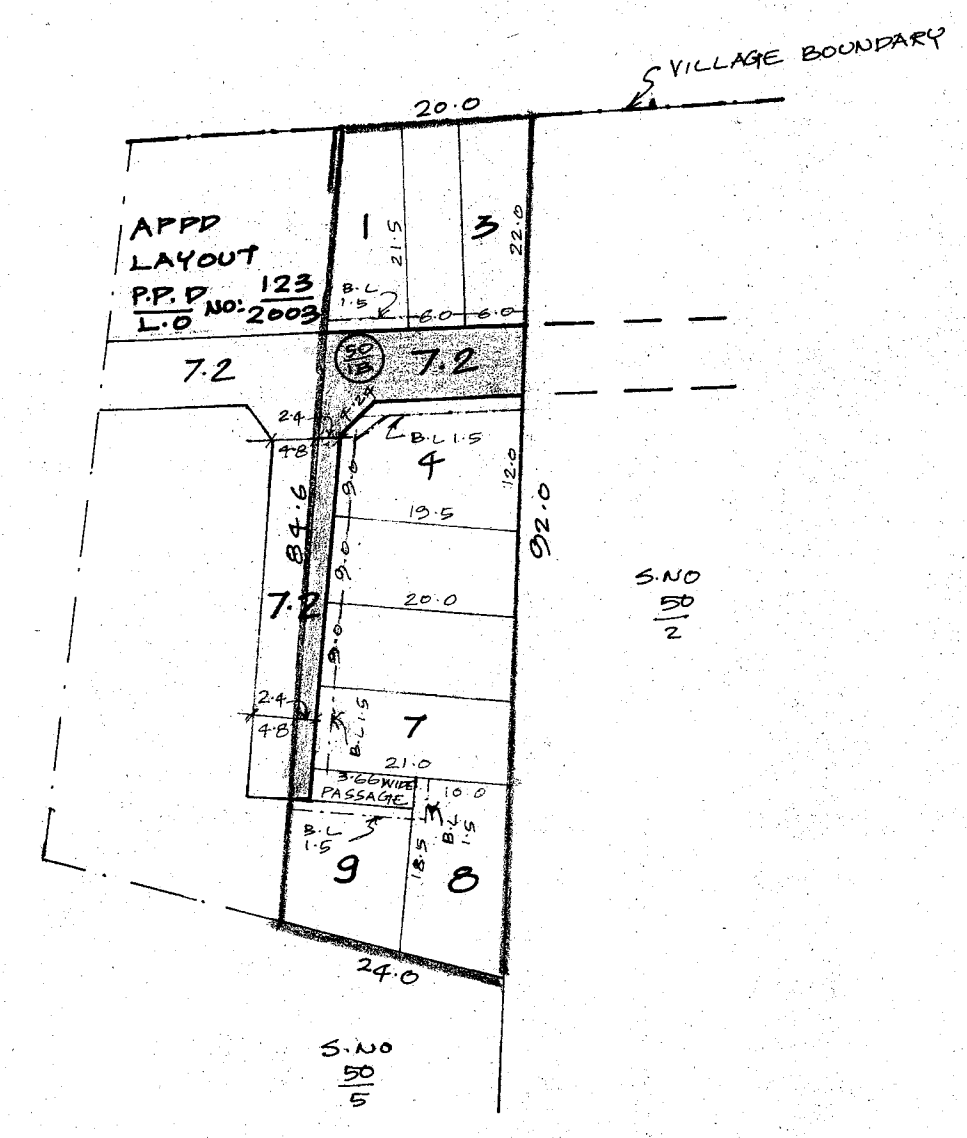 VILLAGE BOUNDARY
20.0
APPD
LAYOUT
P.P.D
L.O
NO:
123
2003
1
21.5
3
22.0
B.L
1.5
6.0
6.0
7.2
50
1B
7.2
2.4
4.24
4.8
B.L 1.5
4
12.0
9.0
19.5
84.6
92.0
9.0
S.NO
50
2
7.2
20.0
9.0
2.4
4.8
B.L 1.5
7
21.0
3.66 WIDE
PASSAGE
10.0
B.L
1.5
B.L
1.5
18.5
9
8
24.0
S.NO
50
5